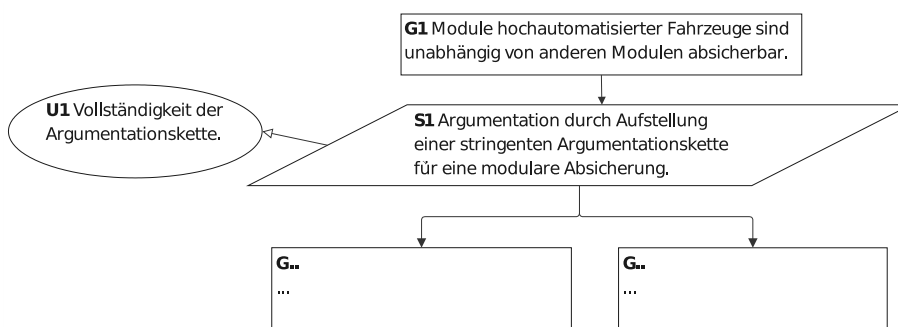 G1 Module hochautomatisierter Fahrzeuge sind
unabhängig von anderen Modulen absicherbar.
U1 Vollständigkeit der
Argumentationskette.
S1 Argumentation durch Aufstellung
einer stringenten Argumentationskette
für eine modulare Absicherung.
G..
...
G..
...